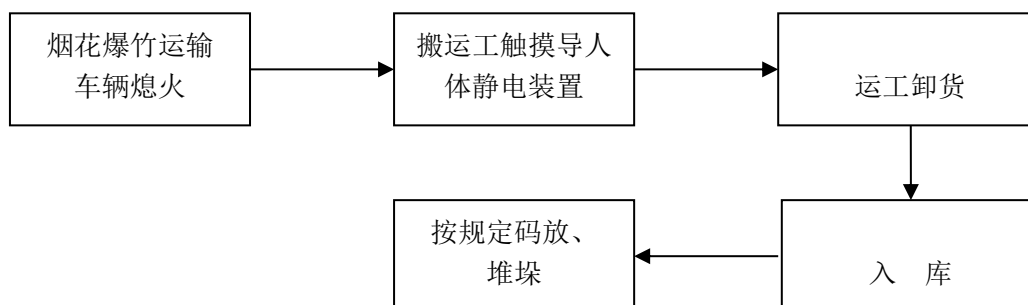 烟花爆竹运输
车辆熄火
搬运工触摸导人
体静电装置
运工卸货
入 库
按规定码放、
堆垛